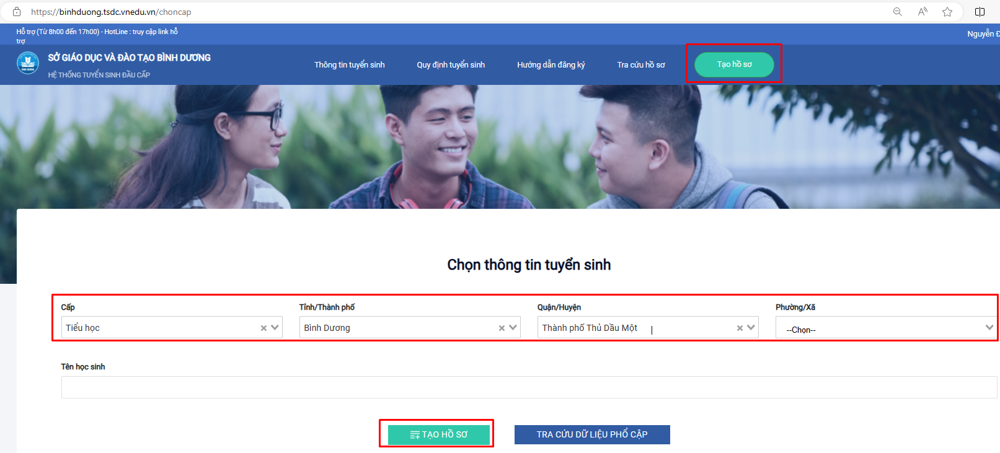 https://binhduong.tsdc.vnedu.vn/choncap
Hỗ trợ (Từ 8h00 đến 17h00) - HotLine : truy cập link hỗ
trợ
Nguyễn Đ
SỞ GIÁO DỤC VÀ ĐÀO TẠO BÌNH DƯƠNG
HỆ THỐNG TUYỂN SINH ĐẦU CẤP
Thông tin tuyển sinh
Quy định tuyển sinh
Hướng dẫn đăng ký
Tra cứu hồ sơ
Tạo hồ sơ
Chọn thông tin tuyển sinh
Cấp
Tỉnh/Thành phố
Quận/Huyện
Phường/Xã
Tiểu học
Bình Dương
Thành phố Thủ Dầu Một
--Chọn--
Tên học sinh
TẠO HỒ SƠ
TRA CỨU DỮ LIỆU PHỔ CẬP